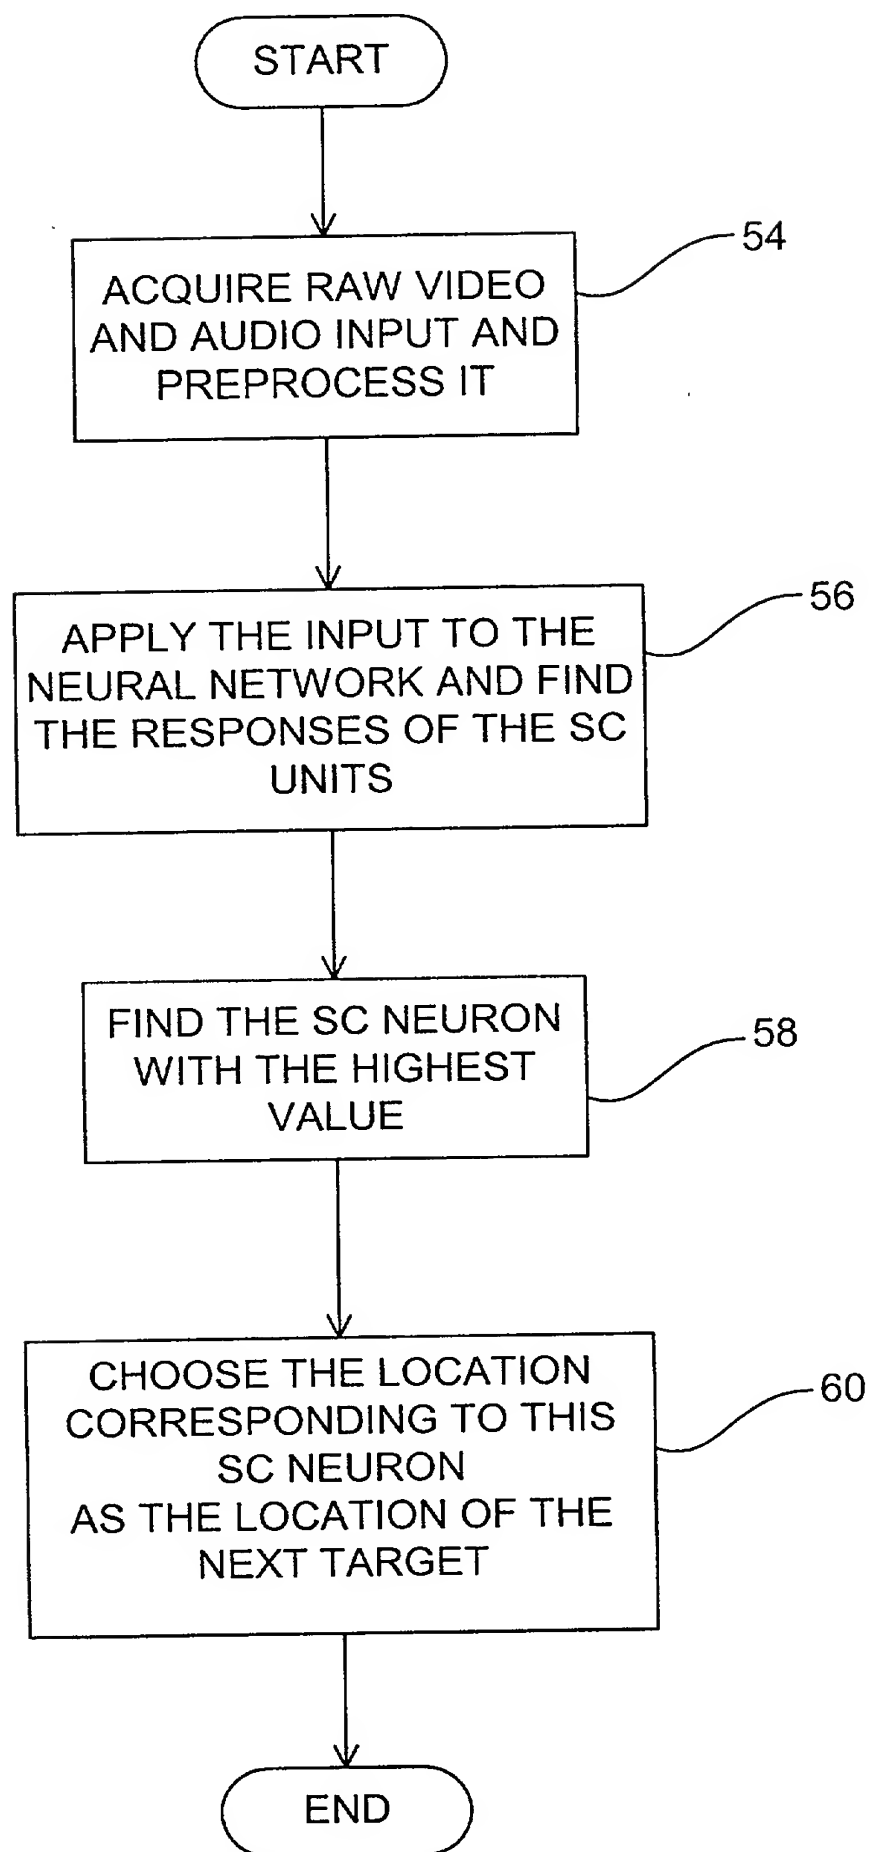 START
54
ACQUIRE RAW VIDEO
AND AUDIO INPUT AND
PREPROCESS IT
56
APPLY THE INPUT TO THE
NEURAL NETWORK AND FIND
THE RESPONSES OF THE SC
UNITS
FIND THE SC NEURON
WITH THE HIGHEST
VALUE
58
CHOOSE THE LOCATION
CORRESPONDING TO THIS
SC NEURON
AS THE LOCATION OF THE
NEXT TARGET
60
END